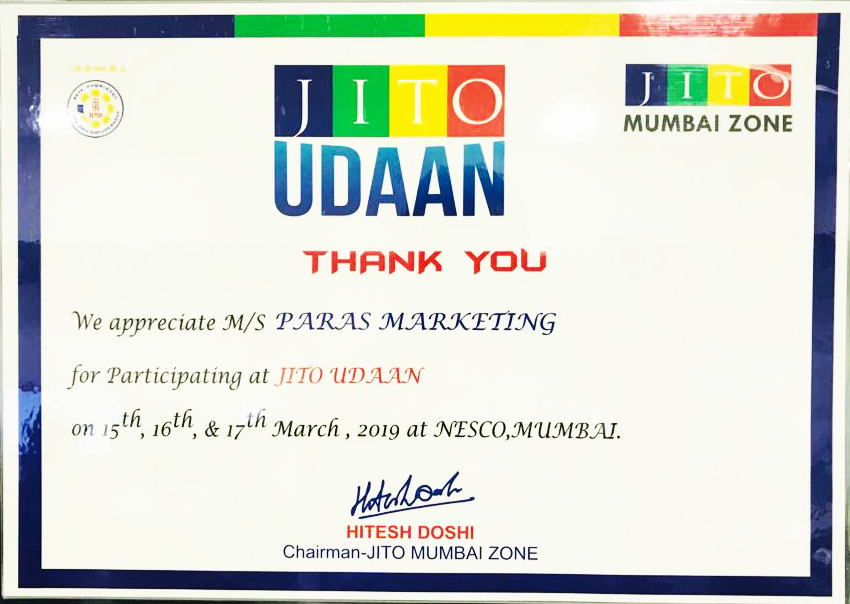 JITO
JITO
UDAAN
JITO
MUMBAI ZONE
THANK YOU
We appreciate M/S PARAS MARKETING
for Participating at JITO UDAAN
on 15th, 16th, & 17th March , 2019 at NESCO,MUMBAI.
HITESH DOSHI
Chairman-JITO MUMBAI ZONE